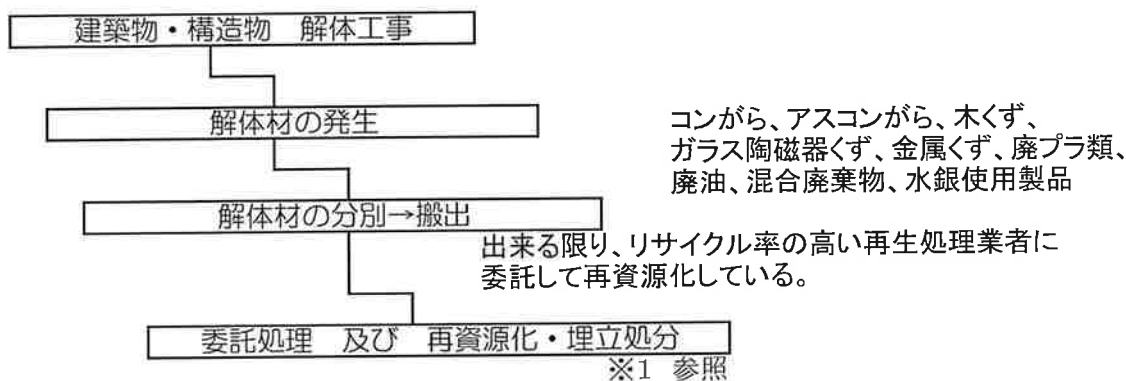 建築物・構造物　解体工事
解体材の発生
コンがら、アスコンがら、木くず、
ガラス陶磁器くず、金属くず、廃プラ類、
廃油、混合廃棄物、水銀使用製品
解体材の分別→搬出
出来る限り、リサイクル率の高い再生処理業者に
委託して再資源化している。
委託処理　及び　再資源化・埋立処分
※1　参照